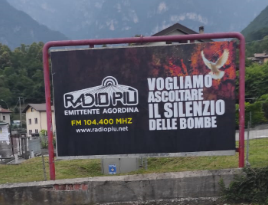 RADIO PIÙ
EMITTENTE AGORDINA
FM 104.400 MHZ
www.radiopiu.net
VOGLIAMO
ASCOLTARE
IL SILENZIO
DELLE BOMBE